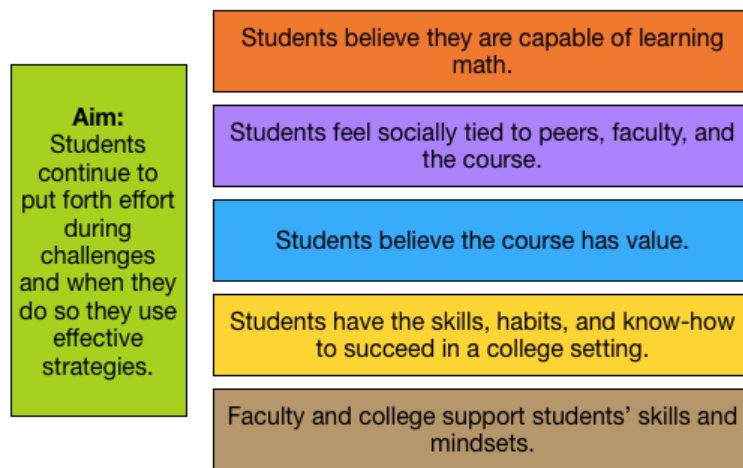 Aim:
Students
continue to
put forth effort
during
challenges
and when they
do so they use
effective
strategies.
Students believe they are capable of learning
math.
Students feel socially tied to peers, faculty, and
the course.
Students believe the course has value.
Students have the skills, habits, and know-how
to succeed in a college setting.
Faculty and college support students’ skills and
mindsets.